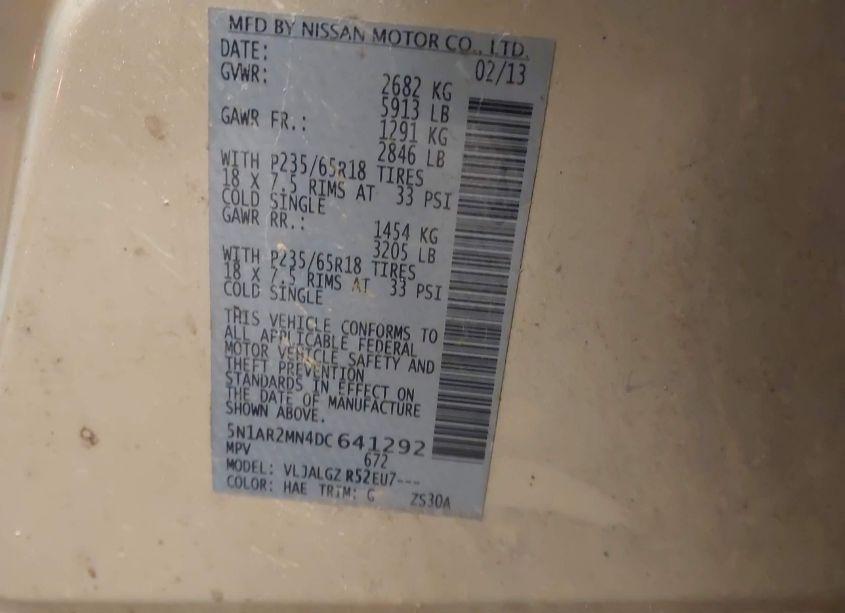 MFD BY NISSAN MOTOR CO., LTD.
DATE: 02/13
GVWR: 2682 KG
5913 LB
GAWR FR.: 1291 KG
2846 LB
WITH P235/65R18 TIRES
18 X 7.5 RIMS AT 33 PSI
COLD SINGLE
GAWR RR.: 1454 KG
3205 LB
WITH P235/65R18 TIRES
18 X 7.5 RIMS AT 33 PSI
COLD SINGLE
THIS VEHICLE CONFORMS TO
ALL APPLICABLE FEDERAL
MOTOR VEHICLE SAFETY AND
THEFT PREVENTION
STANDARDS IN EFFECT ON
THE DATE OF MANUFACTURE
SHOWN ABOVE.
5N1AR2MN4DC641292
MPV 672
MODEL: VLJALGZ R52EU7---
COLOR: HAE TRIM: G ZS30A